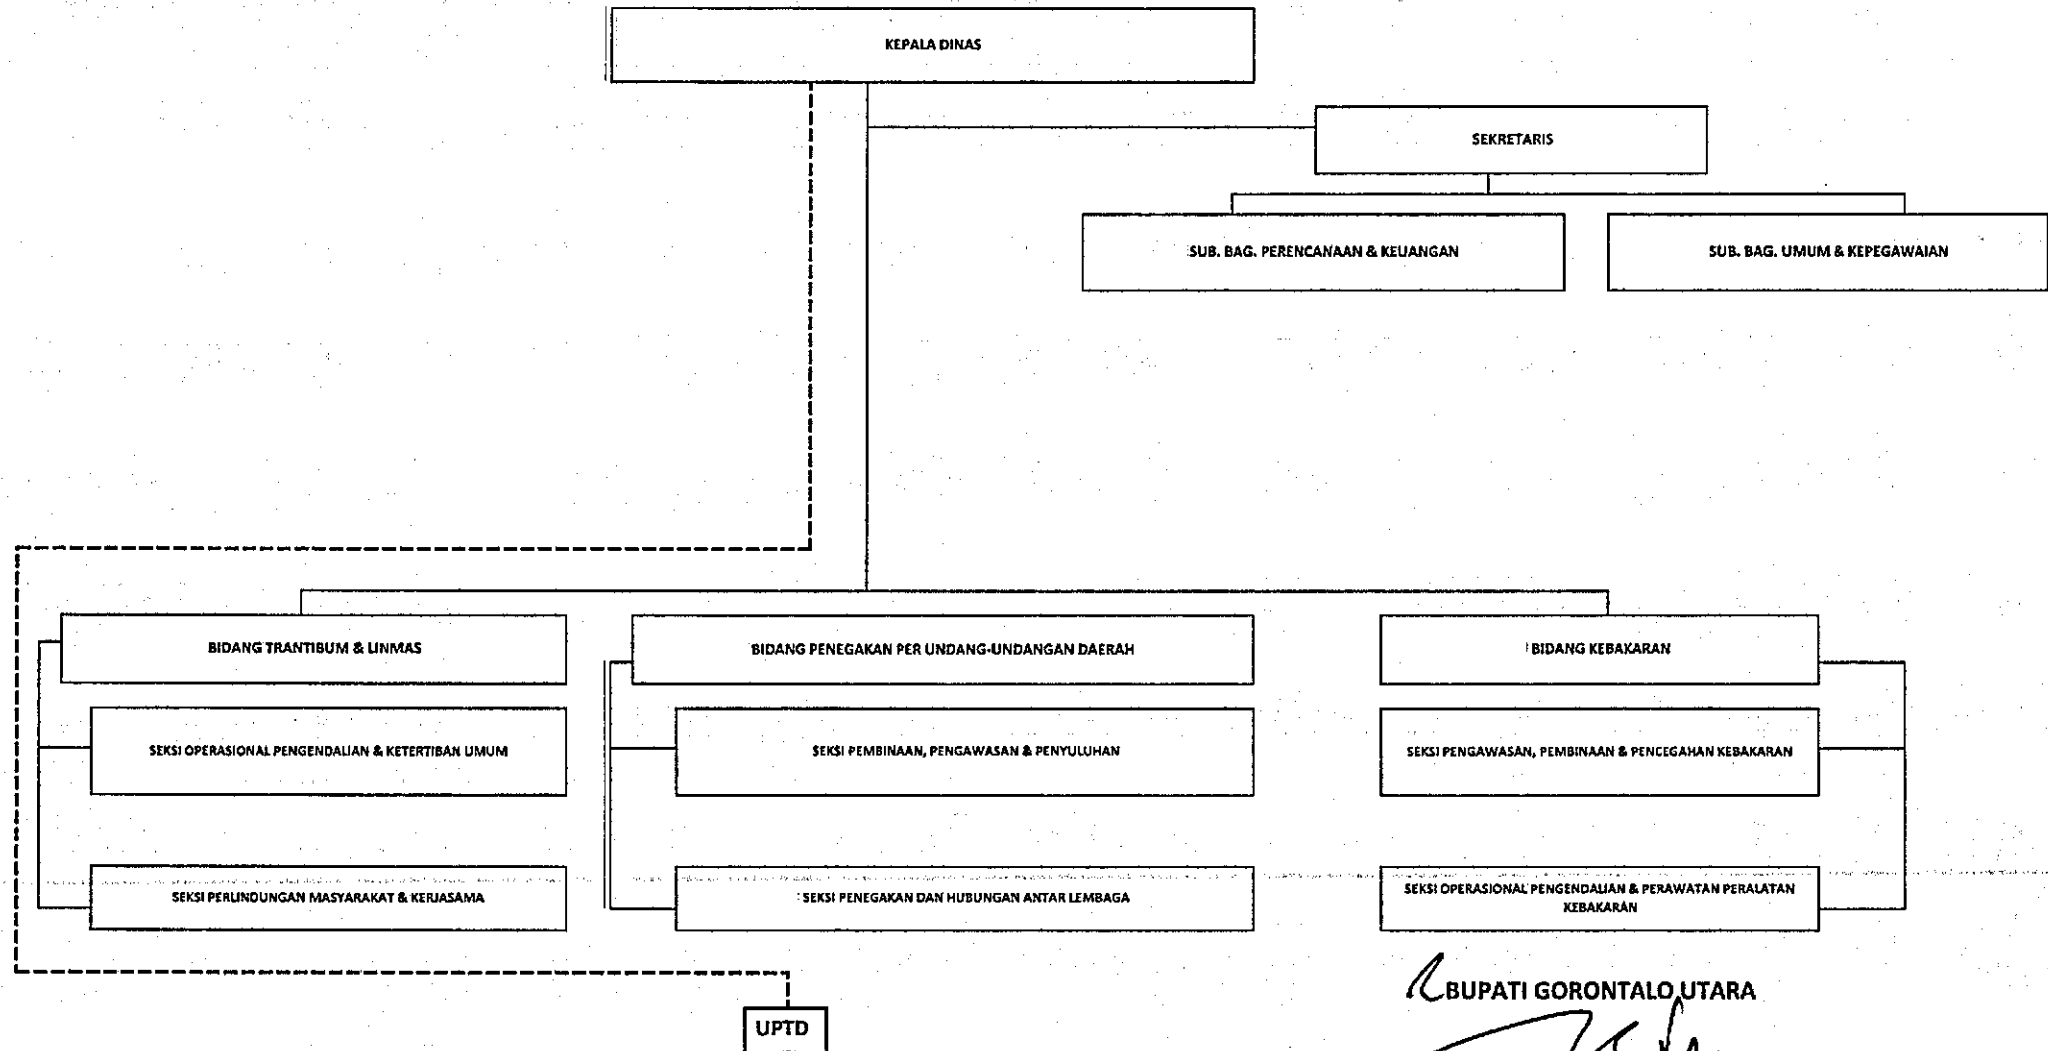 KEPALA DINAS
SEKRETARIS
SUB. BAG. PERENCANAAN & KEUANGAN
SUB. BAG. UMUM & KEPEGAWAIAN
BIDANG TRANTIBUM & LINMAS
BIDANG PENEGAKAN PER UNDANG-UNDANGAN DAERAH
BIDANG KEBAKARAN
SEKSI OPERASIONAL PENGENDALIAN & KETERTIBAN UMUM
SEKSI PEMBINAAN, PENGAWASAN & PENYULUHAN
SEKSI PENGAWASAN, PEMBINAAN & PENCEGAHAN KEBAKARAN
SEKSI PERLINDUNGAN MASYARAKAT & KERJASAMA
SEKSI PENEGAKAN DAN HUBUNGAN ANTAR LEMBAGA
SEKSI OPERASIONAL PENGENDALIAN & PERAWATAN PERALATAN
KEBAKARAN
BUPATI GORONTALO UTARA
UPTD